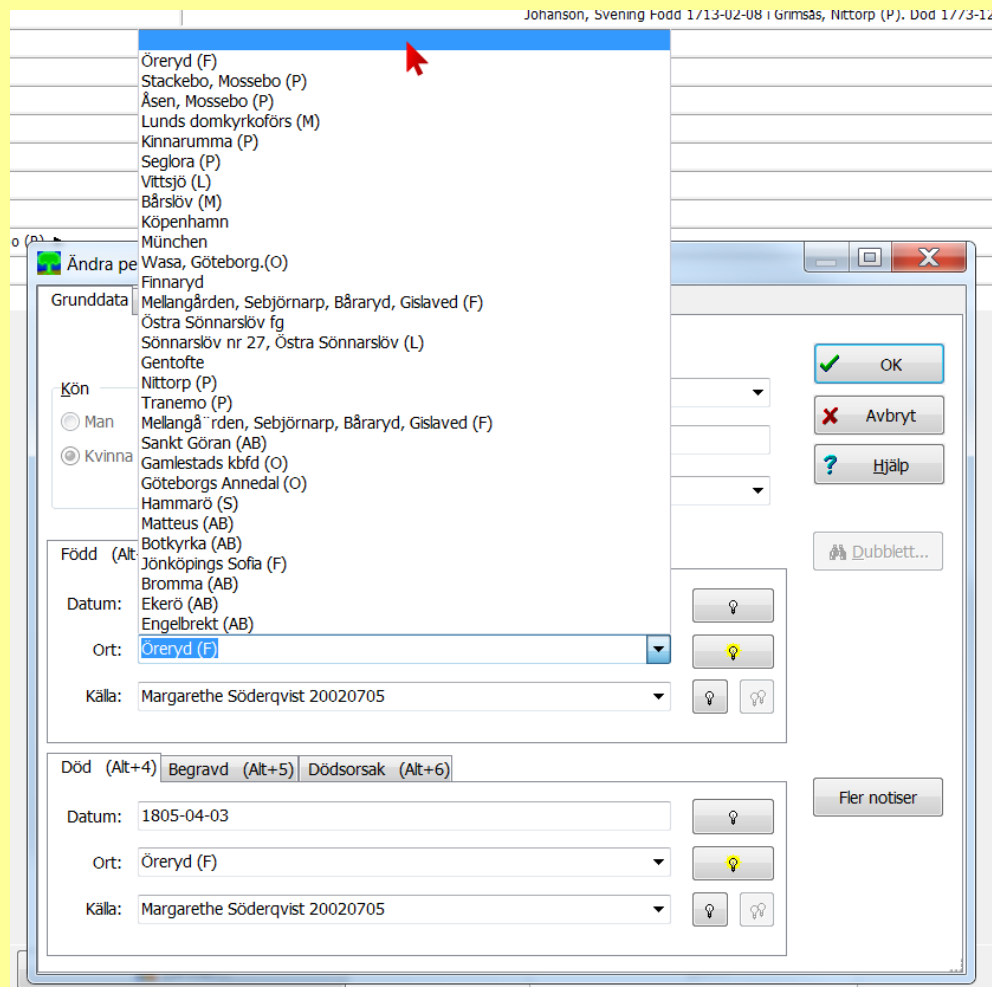 Johanson, Svening Född 1713-02-08 i Grimsås, Nittorp (P). Död 1773-12
Öreryd (F)
Stackebo, Mossebo (P)
Åsen, Mossebo (P)
Lunds domkyrkoförs (M)
Kinnarumma (P)
Seglora (P)
Vittsjö (L)
Bårslöv (M)
Köpenhamn
München
Wasa, Göteborg.(O)
Finnaryd
Mellangården, Sebjörnarp, Båraryd, Gislaved (F)
Östra Sönnarslöv fg
Sönnarslöv nr 27, Östra Sönnarslöv (L)
Gentofte
Nittorp (P)
Tranemo (P)
Mellangå¨rden, Sebjörnarp, Båraryd, Gislaved (F)
Sankt Göran (AB)
Gamlestads kbfd (O)
Göteborgs Annedal (O)
Hammarö (S)
Matteus (AB)
Botkyrka (AB)
Jönköpings Sofia (F)
Bromma (AB)
Ekerö (AB)
Engelbrekt (AB)
o (P)
Ändra pe
Grunddata
Kön
Man
Kvinna
OK
Avbryt
Hjälp
Dubblett...
Född (Alt
Datum:
Ort: Öreryd (F)
Källa: Margarethe Söderqvist 20020705
Död (Alt+4) Begravd (Alt+5) Dödsorsak (Alt+6)
Datum: 1805-04-03
Ort: Öreryd (F)
Källa: Margarethe Söderqvist 20020705
Fler notiser